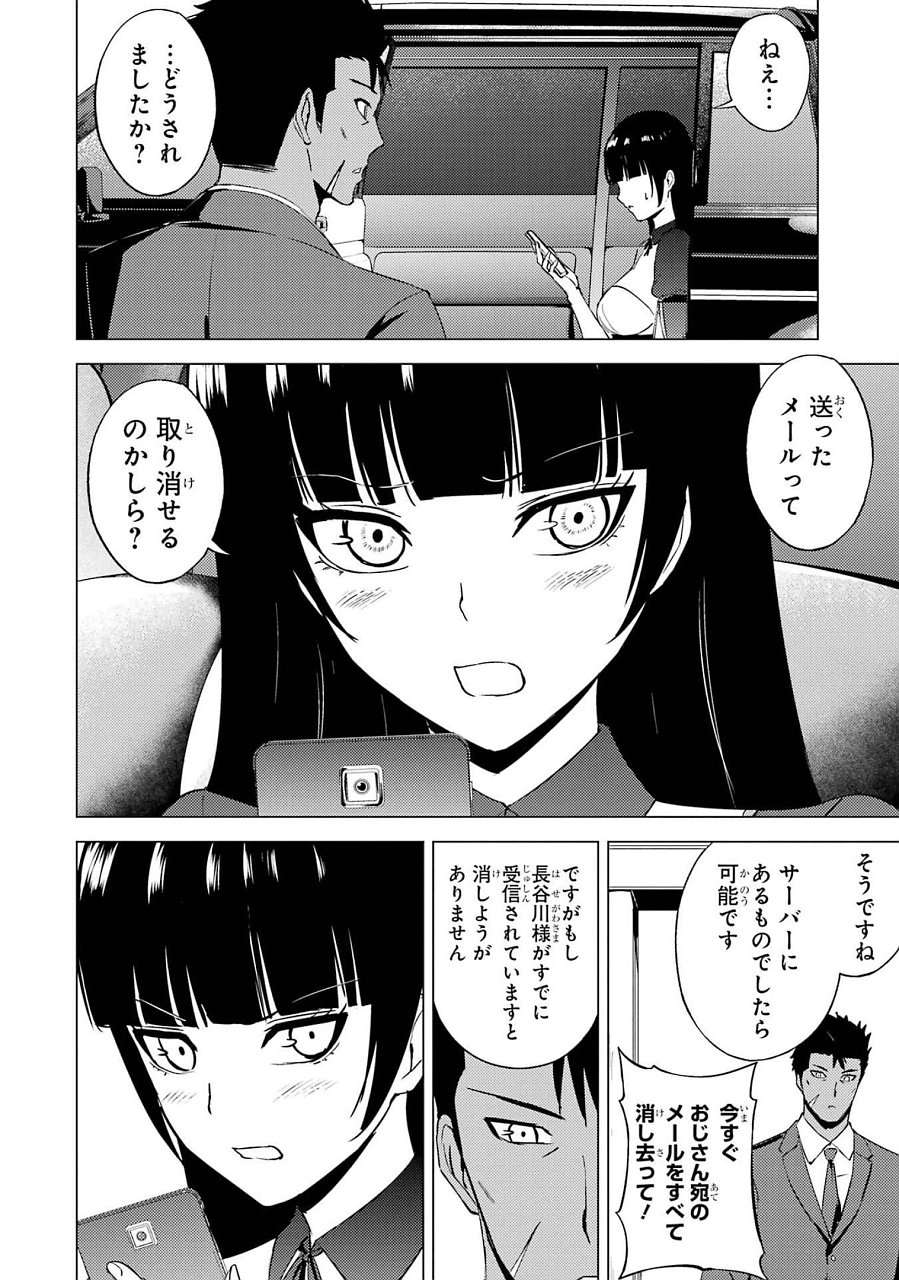 ねえ…
…どうされ
ましたか？
送った
メールって
取り消せる
のかしら？
そうですね
サーバーに
あるものでしたら
可能です
今すぐ
おじさん宛の
メールをすべて
消し去って！
ですがもし
長谷川様がすでに
受信されていますと
消しようが
ありません